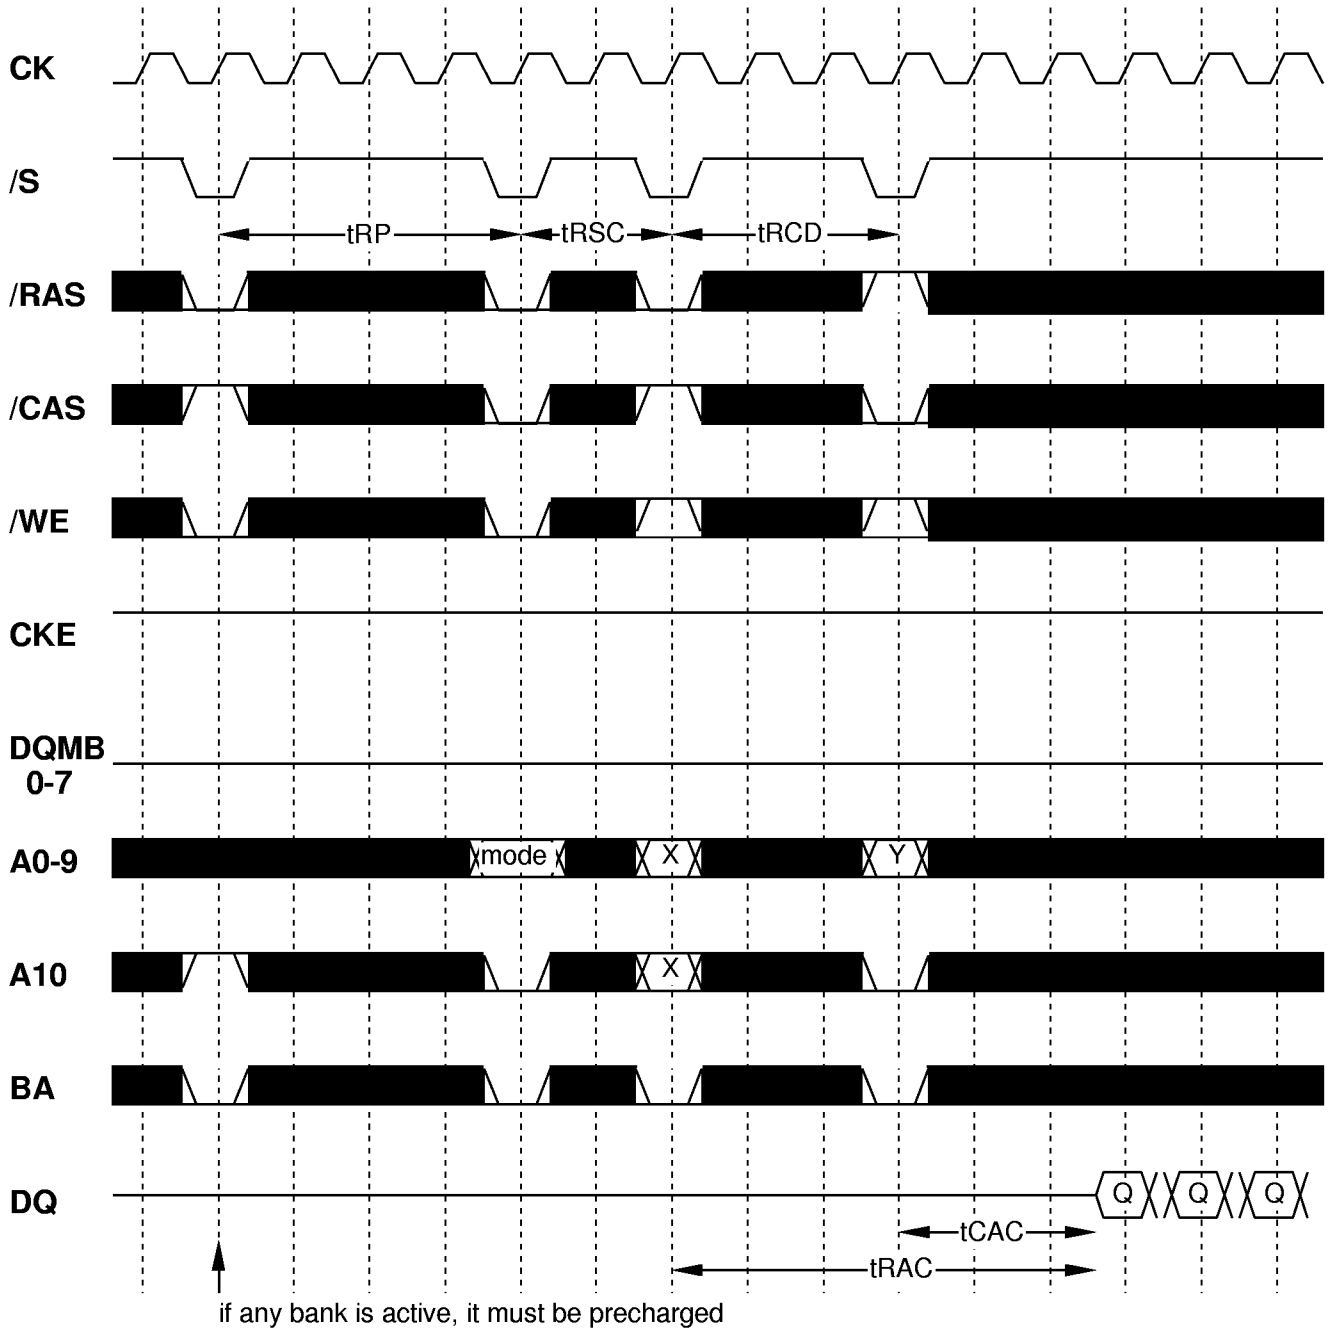 CK
/S
tRP tRSC tRCD
/RAS
/CAS
/WE
CKE
DQMB
0-7
A0-9 mode X Y
A10 X
BA
DQ Q Q Q
tCAC
tRAC
if any bank is active, it must be precharged